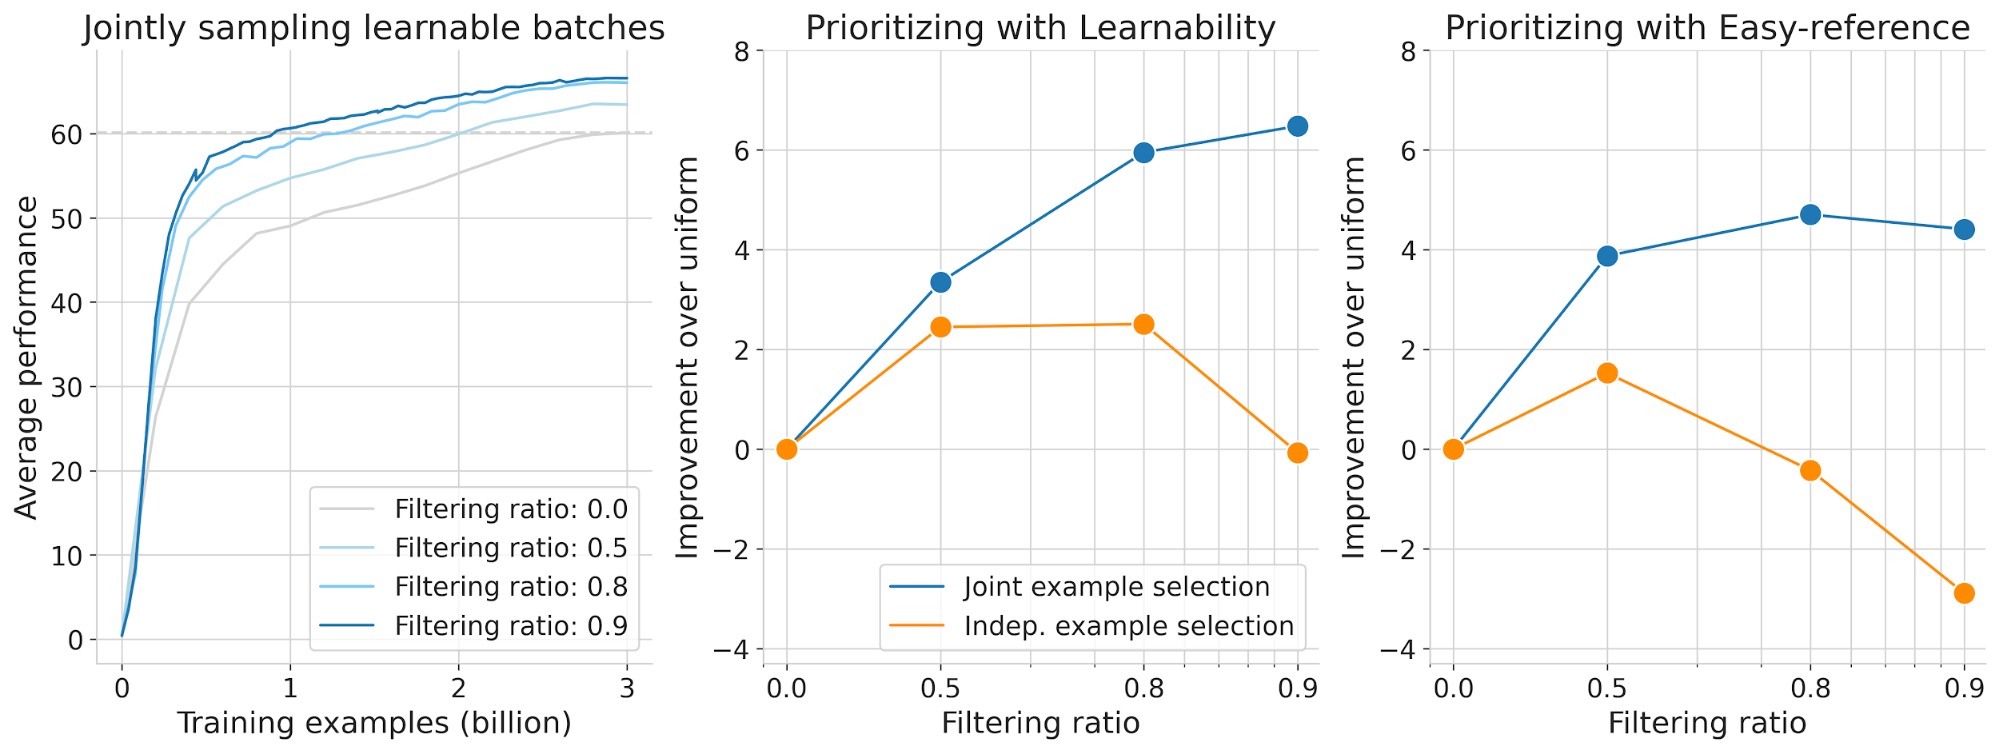 Jointly sampling learnable batches
Average performance
60
50
40
30
20
10
0
Filtering ratio: 0.0
Filtering ratio: 0.5
Filtering ratio: 0.8
Filtering ratio: 0.9
0 1 2 3
Training examples (billion)
Prioritizing with Learnability
Improvement over uniform
8
6
4
2
0
−2
−4
Joint example selection
Indep. example selection
0.0 0.5 0.8 0.9
Filtering ratio
Prioritizing with Easy-reference
Improvement over uniform
8
6
4
2
0
−2
−4
0.0 0.5 0.8 0.9
Filtering ratio